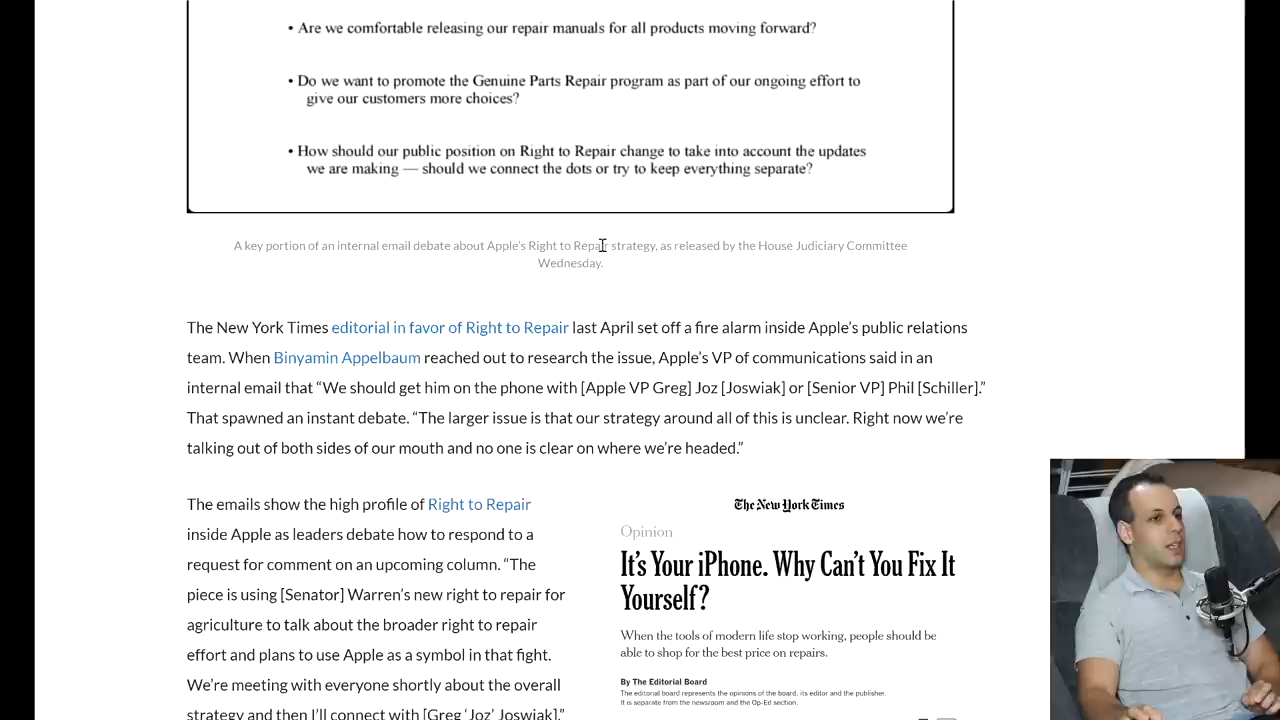 • Are we comfortable releasing our repair manuals for all products moving forward?
• Do we want to promote the Genuine Parts Repair program as part of our ongoing effort to
give our customers more choices?
• How should our public position on Right to Repair change to take into account the updates
we are making — should we connect the dots or try to keep everything separate?
A key portion of an internal email debate about Apple's Right to Repair strategy, as released by the House Judiciary Committee
Wednesday.
The New York Times editorial in favor of Right to Repair last April set off a fire alarm inside Apple's public relations
team. When Binyamin Appelbaum reached out to research the issue, Apple's VP of communications said in an
internal email that “We should get him on the phone with [Apple VP Greg] Joz [Joswiak] or [Senior VP] Phil [Schiller].”
That spawned an instant debate. “The larger issue is that our strategy around all of this is unclear. Right now we're
talking out of both sides of our mouth and no one is clear on where we're headed.”
The emails show the high profile of Right to Repair
inside Apple as leaders debate how to respond to a
request for comment on an upcoming column. “The
piece is using [Senator] Warren's new right to repair for
agriculture to talk about the broader right to repair
effort and plans to use Apple as a symbol in that fight.
We're meeting with everyone shortly about the overall
strategy and then I'll connect with [Greg ‘Joz’ Joswiak].”
The New York Times
Opinion
It's Your iPhone. Why Can't You Fix It
Yourself?
When the tools of modern life stop working, people should be
able to shop for the best price on repairs.
By The Editorial Board
The editorial board represents the opinions of the board, its editor and the publisher.
It is separate from the newsroom and the Op-Ed section.